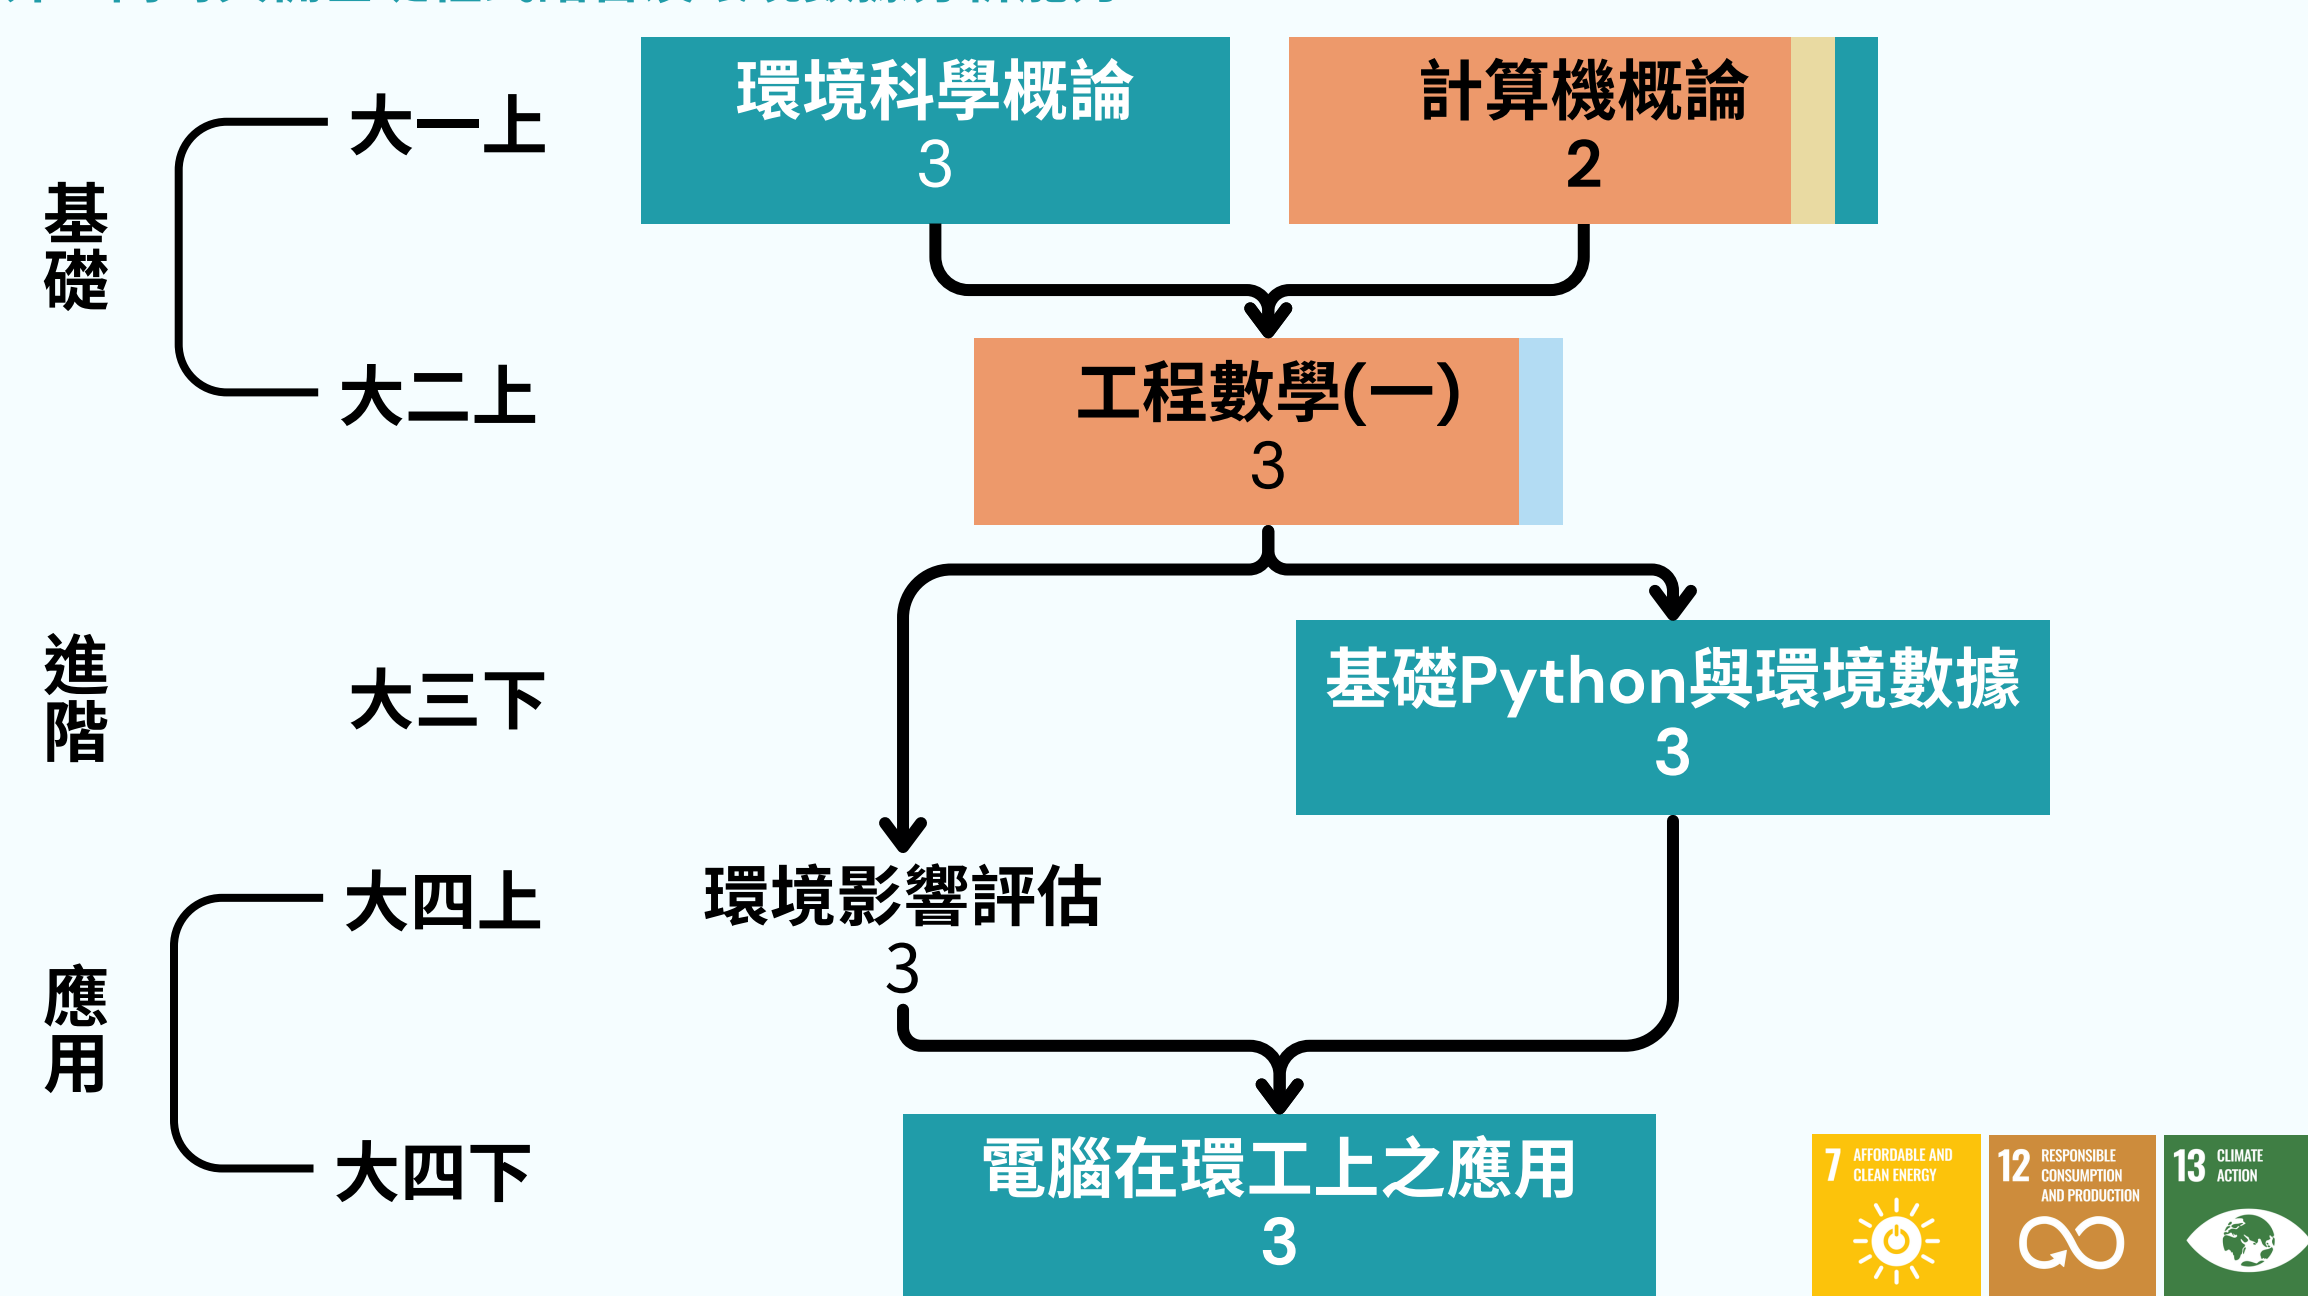 大一上
環境科學概論
3
計算機概論
2
基礎
大二上
工程數學(一)
3
進階
大三下
基礎Python與環境數據
3
大四上
環境影響評估
3
應用
大四下
電腦在環工上之應用
3
7 AFFORDABLE AND
CLEAN ENERGY
12 RESPONSIBLE
CONSUMPTION
AND PRODUCTION
13 CLIMATE
ACTION